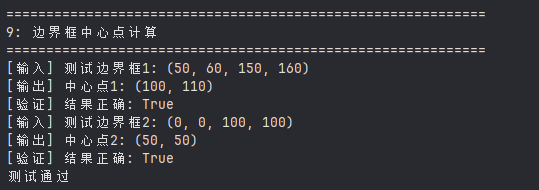 ============================================================
9: 边界框中心点计算
============================================================
[输入] 测试边界框1: (50, 60, 150, 160)
[输出] 中心点1: (100, 110)
[验证] 结果正确: True
[输入] 测试边界框2: (0, 0, 100, 100)
[输出] 中心点2: (50, 50)
[验证] 结果正确: True
测试通过